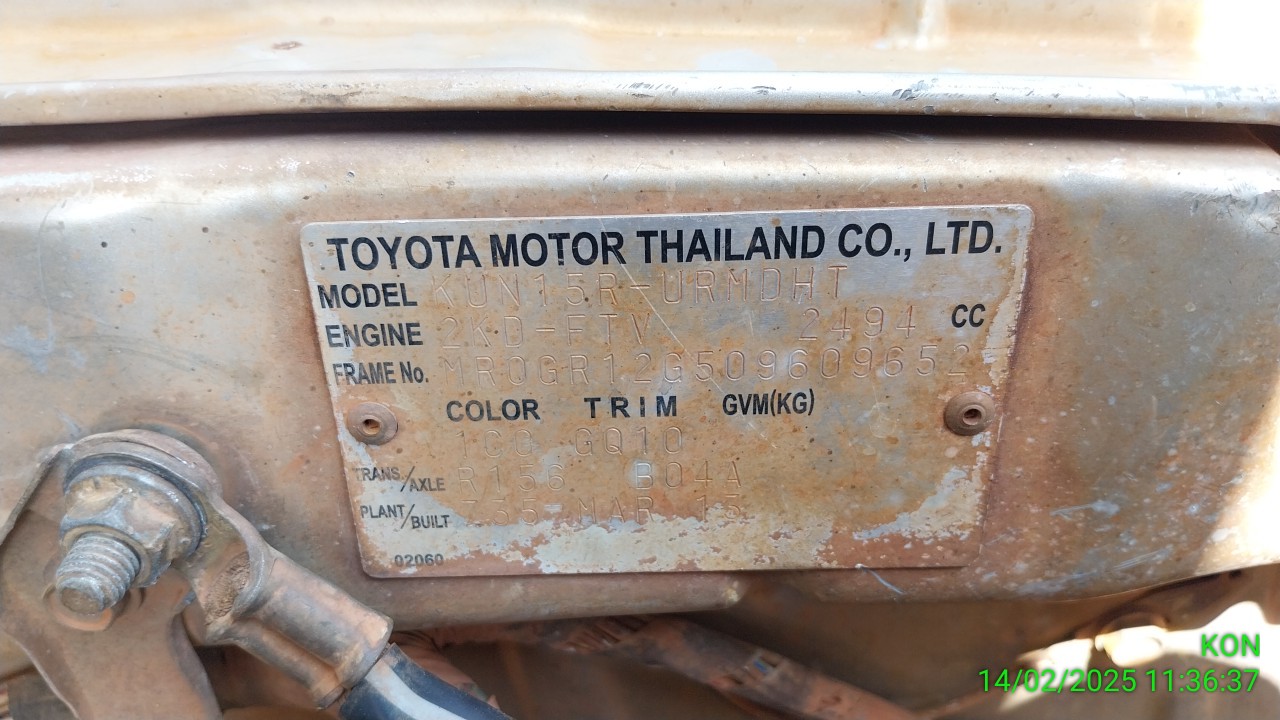 TOYOTA MOTOR THAILAND CO., LTD.
MODEL KUN15R-URMDHT
ENGINE 2KD-FTV 2494 CC
FRAME No. MR0GR12G509609652
COLOR TRIM GVM(KG)
1C0 GQ10
TRANS./AXLE R156 B04A
PLANT/BUILT Z35 MAR 15
02060
KON
14/02/2025 11:36:37